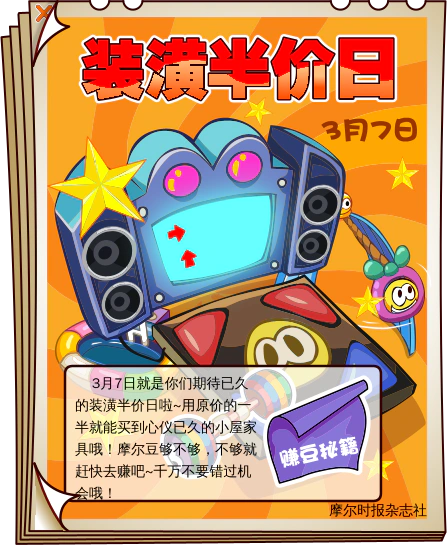 装潢半价日
3月7日
3月7日就是你们期待已久
的装潢半价日啦~用原价的一
半就能买到心仪已久的小屋家
具哦！摩尔豆够不够，不够就
赶快去赚吧~千万不要错过机
会哦！
赚豆秘籍
摩尔时报杂志社